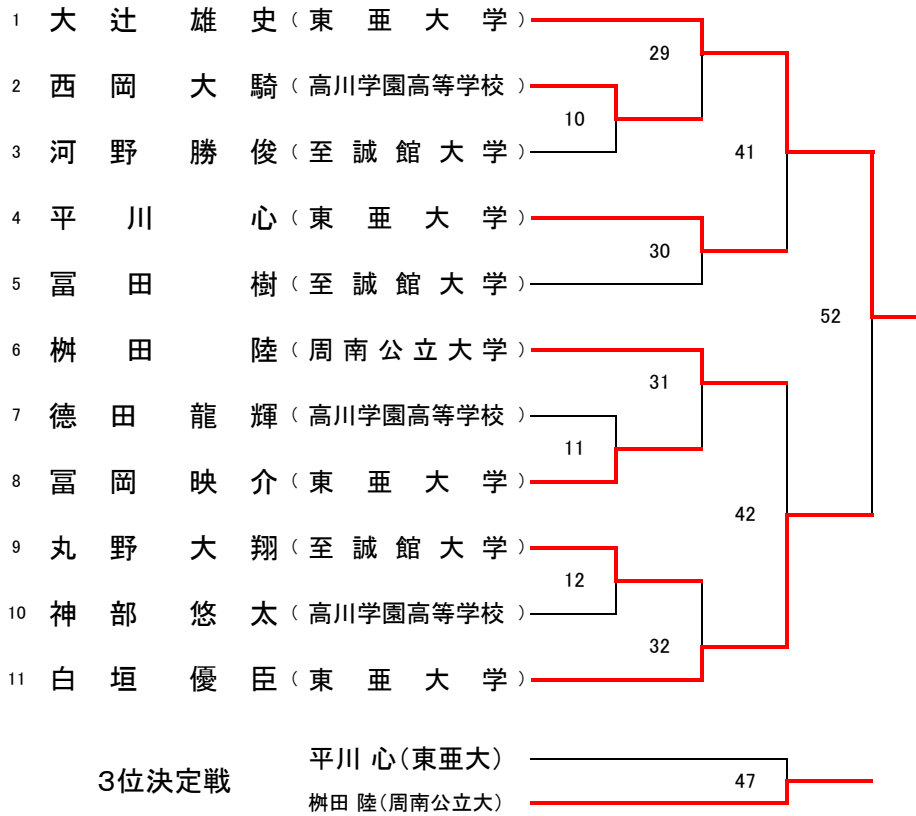 1 大辻 雄史(東亜大学)
29
2 西岡 大騎(高川学園高等学校)
10
3 河野 勝俊(至誠館大学)
41
4 平川 心(東亜大学)
30
5 冨田 樹(至誠館大学)
52
6 桝田 陸(周南公立大学)
31
7 德田 龍輝(高川学園高等学校)
11
8 冨岡 映介(東亜大学)
42
9 丸野 大翔(至誠館大学)
12
10 神部 悠太(高川学園高等学校)
32
11 白垣 優臣(東亜大学)
平川 心(東亜大)
3位決定戦
47
桝田 陸(周南公立大)